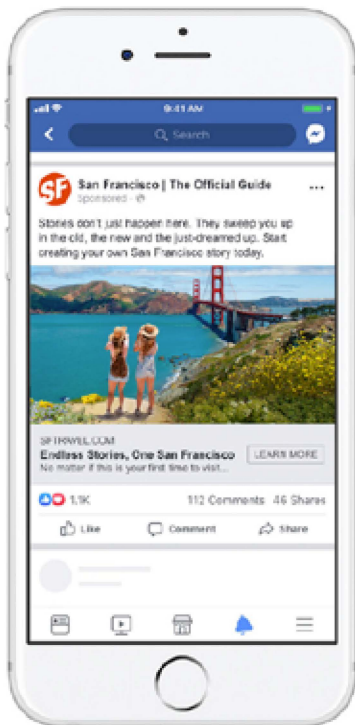 9:41 AM
Search
SF
San Francisco | The Official Guide
Sponsored ·
Stories don't just happen here. They sweep you up
in the old, the new and the just-dreamed up. Start
creating your own San Francisco story today.
SFTRAVEL.COM
Endless Stories, One San Francisco
LEARN MORE
No matter if this is your first time to visit...
1.1K
112 Comments 46 Shares
Like
Comment
Share